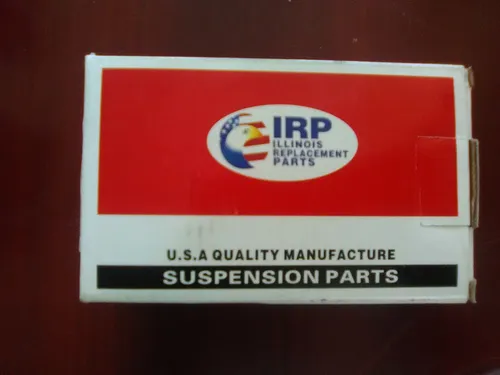 IRP
ILLINOIS
REPLACEMENT
PARTS
U.S.A QUALITY MANUFACTURE
SUSPENSION PARTS